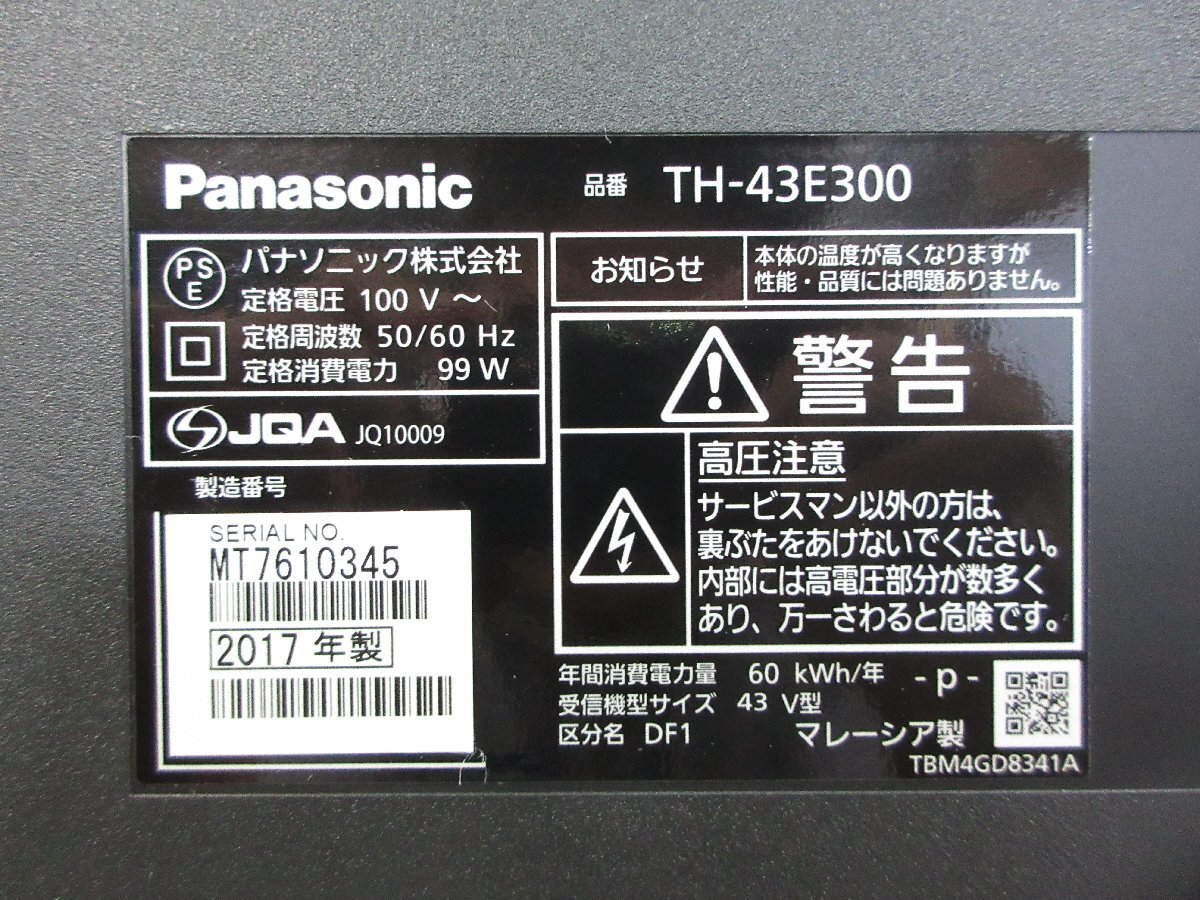 Panasonic
品番 TH-43E300
PS
E
パナソニック株式会社
定格電圧 100 V ～
定格周波数 50/60 Hz
定格消費電力 99 W
JQA JQ10009
製造番号
SERIAL NO.
MT7610345
2017 年製
お知らせ
本体の温度が高くなりますが
性能・品質には問題ありません。
警告
高圧注意
サービスマン以外の方は、
裏ぶたをあけないでください。
内部には高電圧部分が数多く
あり、万一さわると危険です。
年間消費電力量 60 kWh/年
受信機型サイズ 43 V型
区分名 DF1
- p -
マレーシア製
TBM4GD8341A